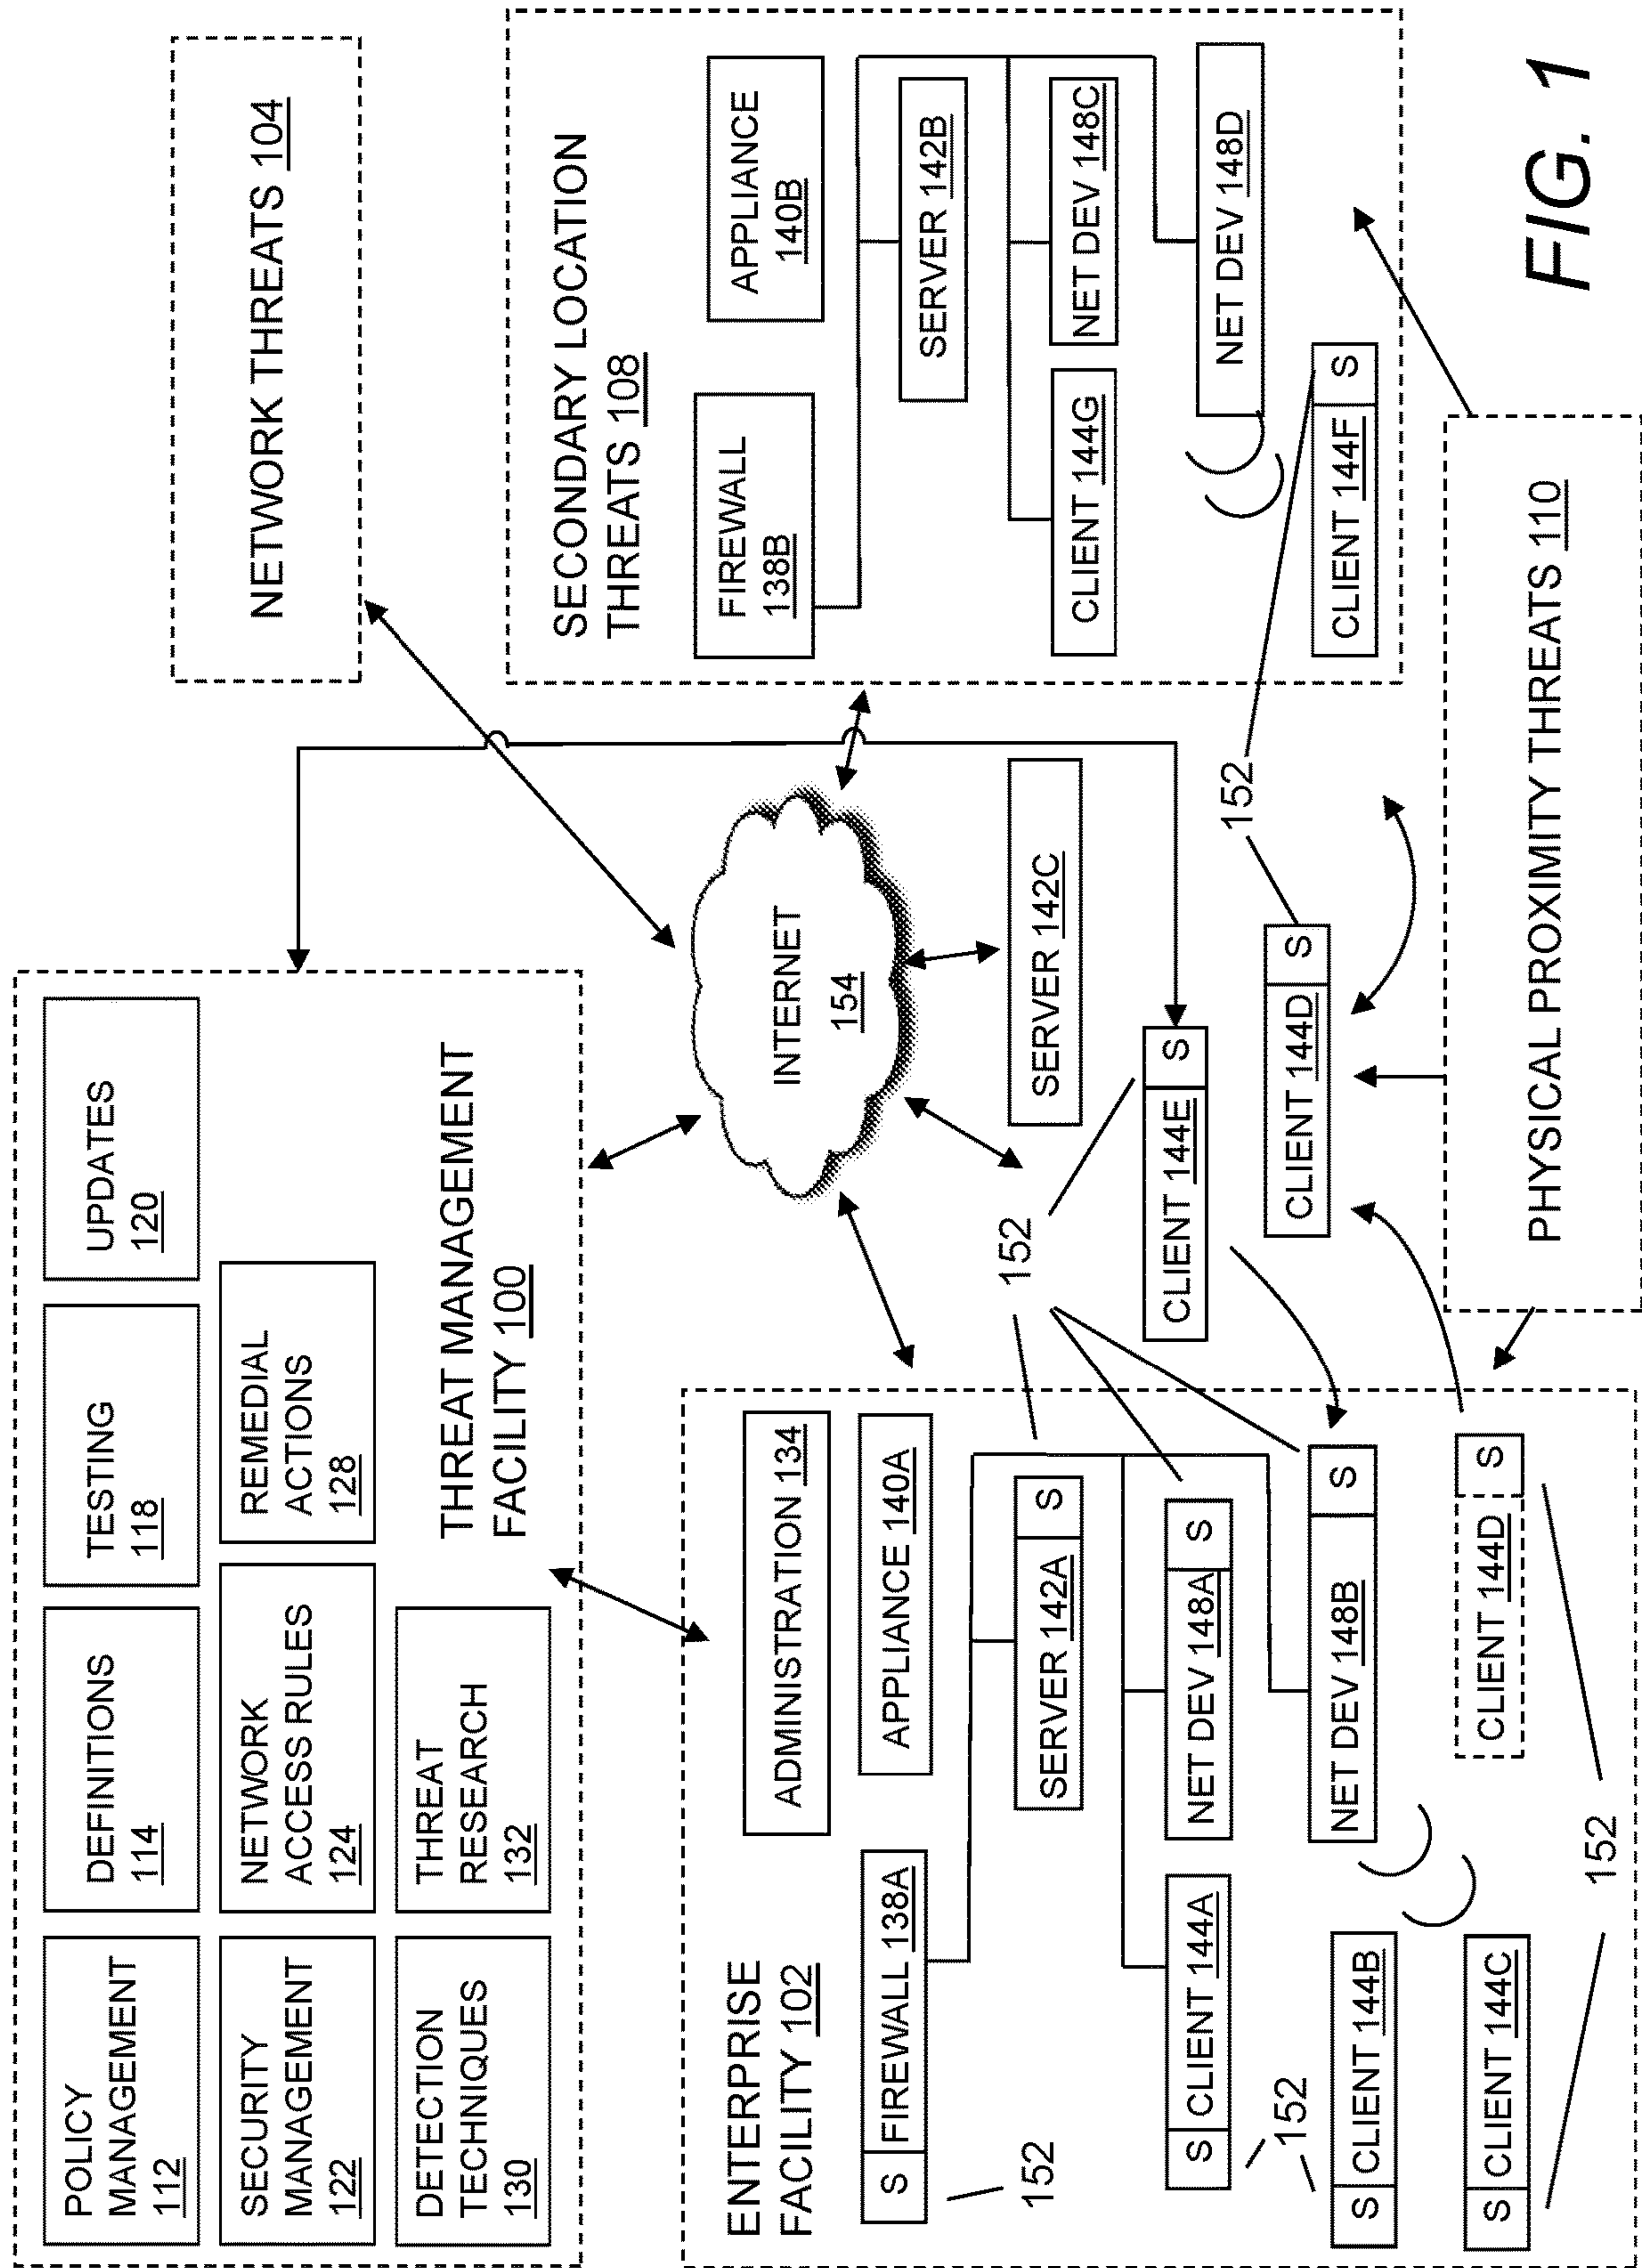 POLICY
MANAGEMENT
112
DEFINITIONS
114
TESTING
118
UPDATES
120
SECURITY
MANAGEMENT
122
NETWORK
ACCESS RULES
124
REMEDIAL
ACTIONS
128
DETECTION
TECHNIQUES
130
THREAT
RESEARCH
132
THREAT MANAGEMENT
FACILITY 100
NETWORK THREATS 104
ENTERPRISE
FACILITY 102
ADMINISTRATION 134
S FIREWALL 138A
APPLIANCE 140A
152
SERVER 142A S
S CLIENT 144A
NET DEV 148A S
152
S CLIENT 144B
NET DEV 148B S
S CLIENT 144C
CLIENT 144D S
152
INTERNET
154
152
SERVER 142C
CLIENT 144E S
CLIENT 144D S
152
SECONDARY LOCATION
THREATS 108
FIREWALL
138B
APPLIANCE
140B
SERVER 142B
CLIENT 144G
NET DEV 148C
NET DEV 148D
CLIENT 144F S
PHYSICAL PROXIMITY THREATS 110
FIG. 1